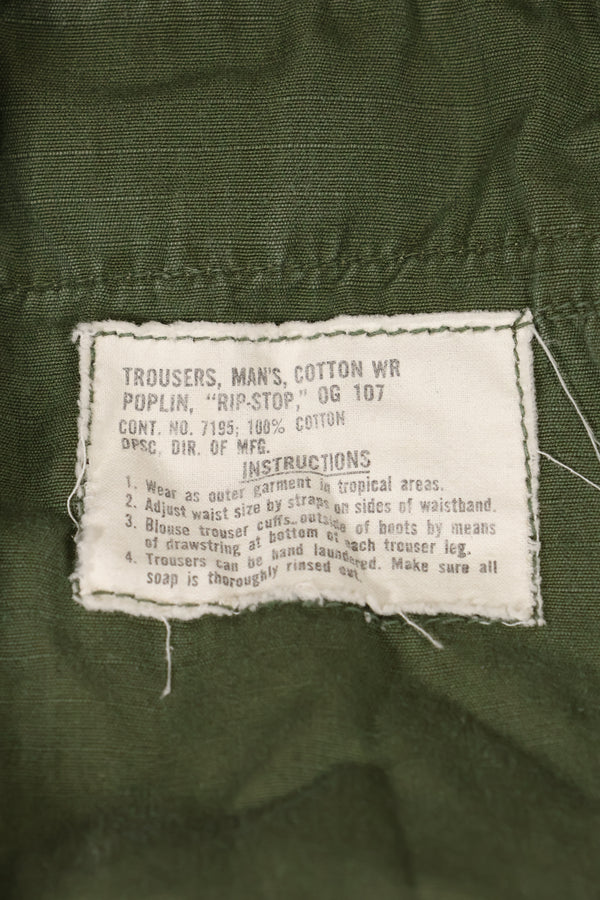 TROUSERS, MAN'S, COTTON WR
POPLIN, "RIP-STOP," OG 107
CONT. NO. 7195; 100% COTTON
DPSC, DIR. OF MFG.
INSTRUCTIONS
1. Wear as outer garment in tropical areas.
2. Adjust waist size by straps on sides of waistband.
3. Blouse trouser cuffs outside of boots by means
of drawstring at bottom of each trouser leg.
4. Trousers can be hand laundered. Make sure all
soap is thoroughly rinsed out.